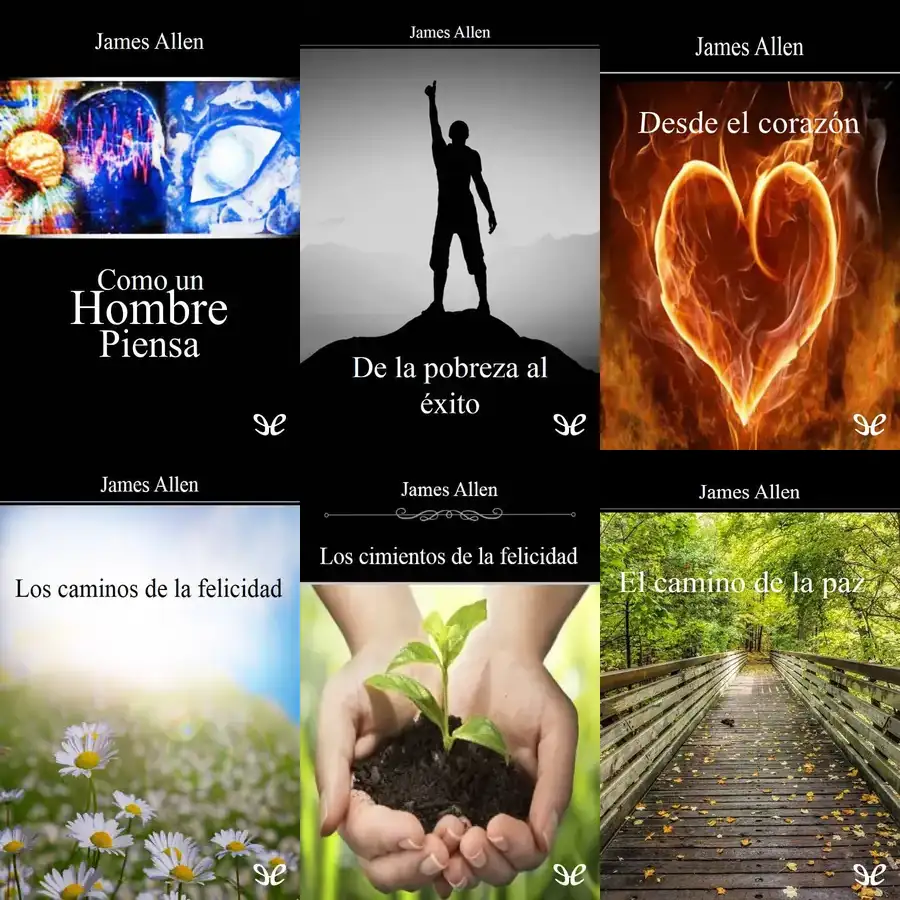 James Allen
Como un
Hombre
Piensa
James Allen
De la pobreza al
éxito
James Allen
Desde el corazón
James Allen
Los caminos de la felicidad
James Allen
Los cimientos de la felicidad
James Allen
El camino de la paz